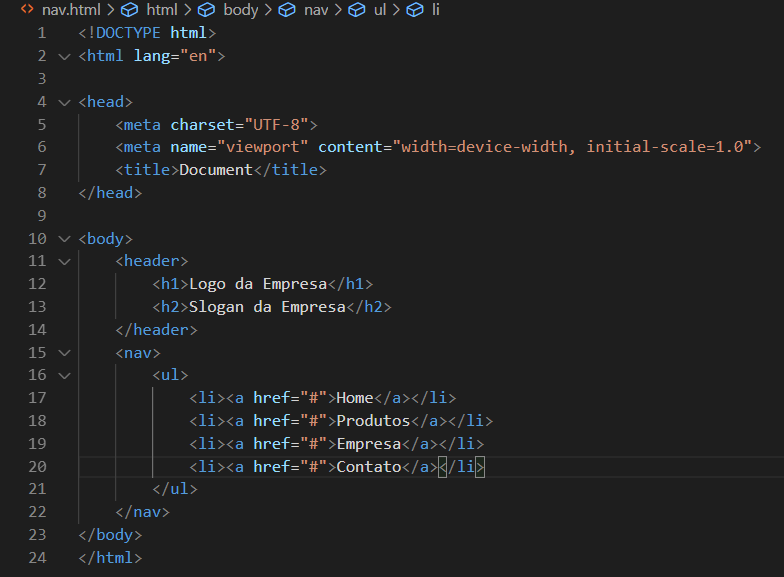 nav.html > html > body > nav > ul > li
1 <!DOCTYPE html>
2 <html lang="en">
3
4 <head>
5     <meta charset="UTF-8">
6     <meta name="viewport" content="width=device-width, initial-scale=1.0">
7     <title>Document</title>
8 </head>
9
10 <body>
11     <header>
12         <h1>Logo da Empresa</h1>
13         <h2>Slogan da Empresa</h2>
14     </header>
15     <nav>
16         <ul>
17             <li><a href="#">Home</a></li>
18             <li><a href="#">Produtos</a></li>
19             <li><a href="#">Empresa</a></li>
20             <li><a href="#">Contato</a></li>
21         </ul>
22     </nav>
23 </body>
24 </html>